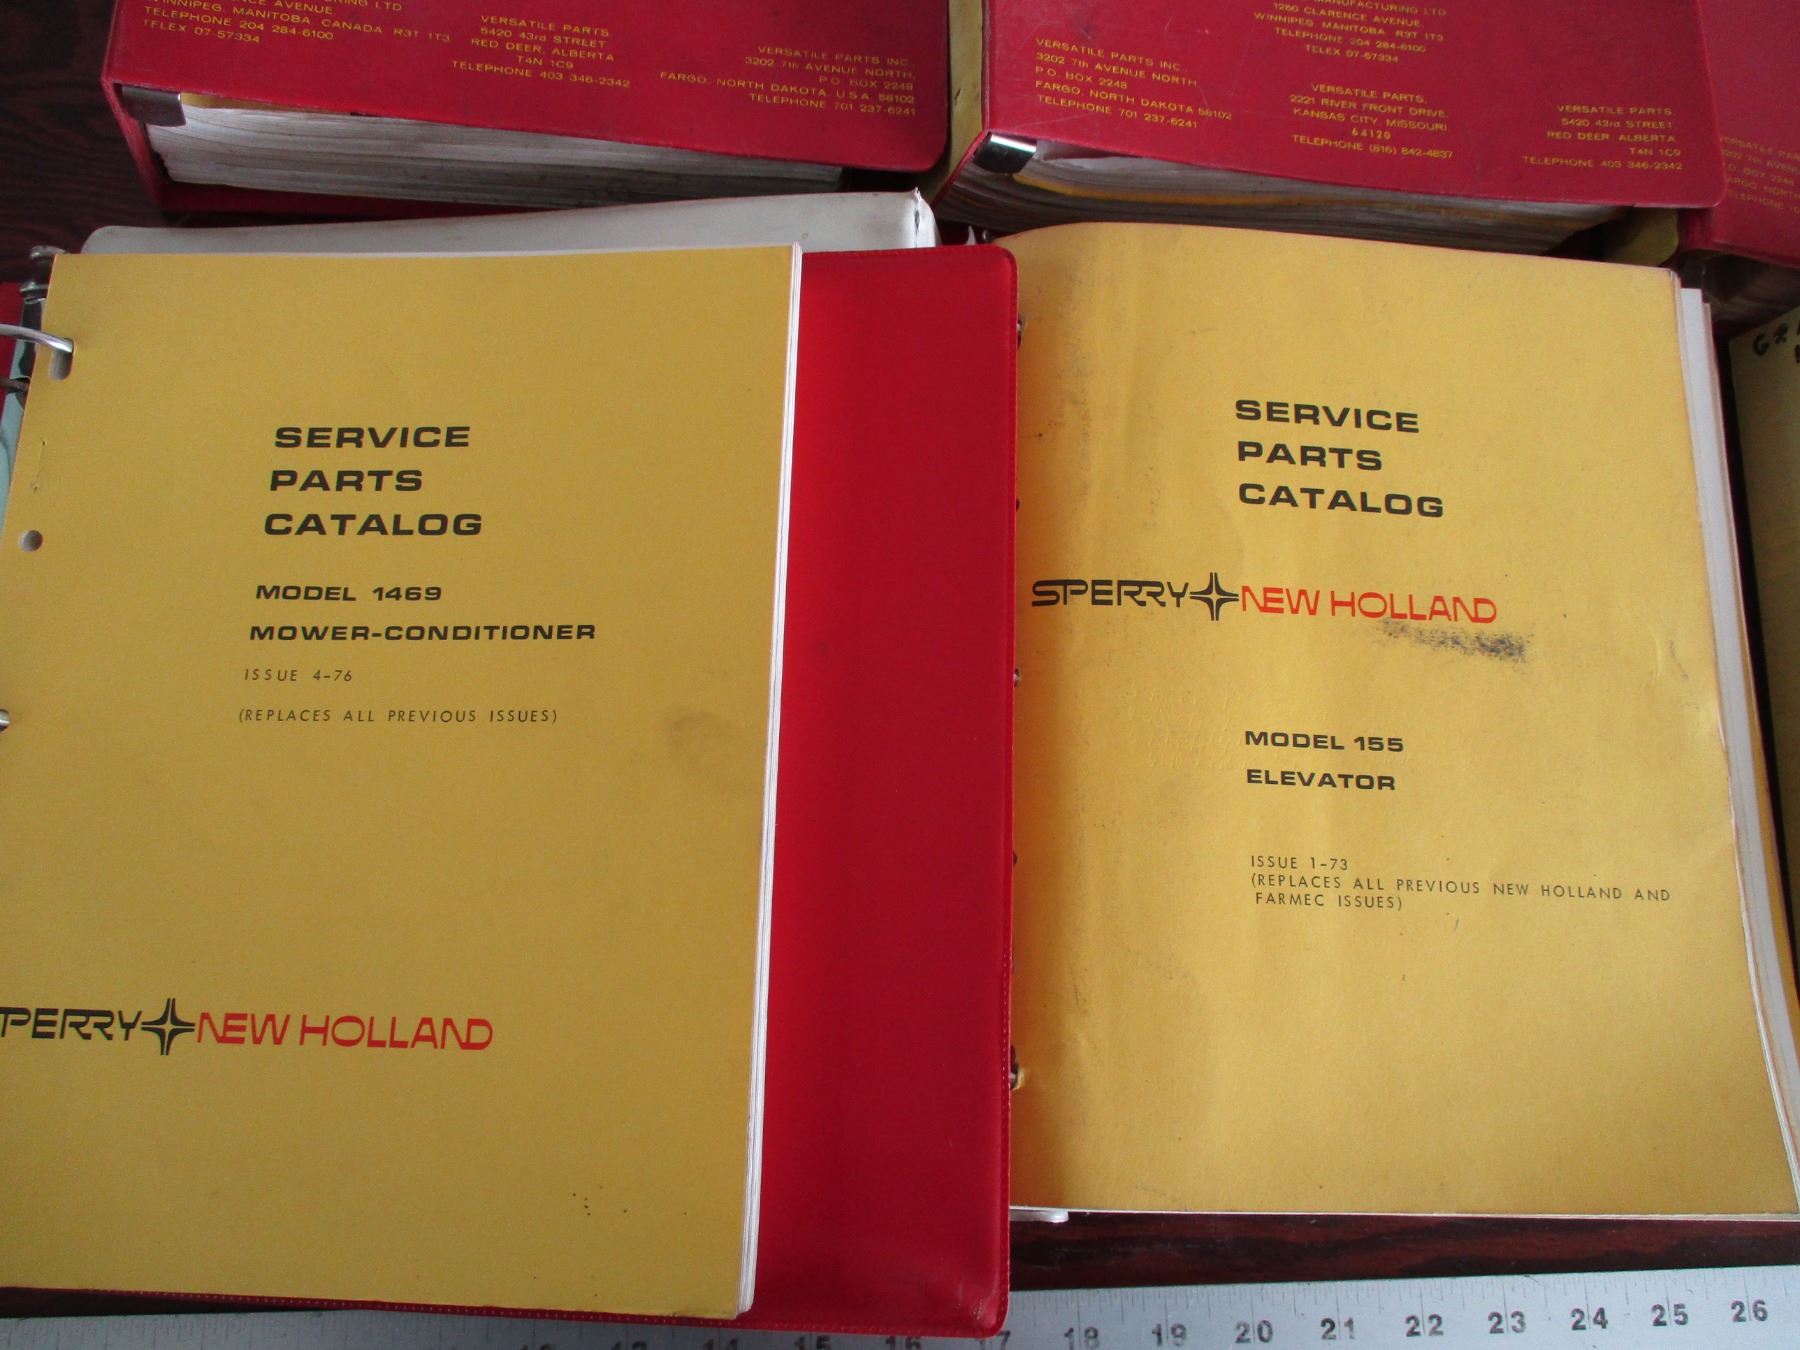 WINNIPEG, MANITOBA, CANADA R3T 1T3
TELEPHONE 204 284-6100
TELEX 07-57334
VERSATILE PARTS,
5420 43rd STREET,
RED DEER, ALBERTA
T4N 1C9
TELEPHONE 403 346-2342
VERSATILE PARTS INC.,
3202 7th AVENUE NORTH,
P.O. BOX 2248
FARGO, NORTH DAKOTA, U.S.A. 58102
TELEPHONE 701 237-6241
MANUFACTURING LTD
1260 CLARENCE AVENUE,
WINNIPEG, MANITOBA R3T 1T3
TELEPHONE 204 284-6100
TELEX 07-57334
VERSATILE PARTS INC.,
3202 7th AVENUE NORTH
P.O. BOX 2248
FARGO, NORTH DAKOTA 58102
TELEPHONE 701 237-6241
VERSATILE PARTS,
2221 RIVER FRONT DRIVE,
KANSAS CITY, MISSOURI
64120
TELEPHONE (816) 842-4837
VERSATILE PARTS,
5420 43rd STREET,
RED DEER, ALBERTA,
T4N 1C9
TELEPHONE 403 346-2342
SERVICE
PARTS
CATALOG
MODEL 1469
MOWER-CONDITIONER
ISSUE 4-76
(REPLACES ALL PREVIOUS ISSUES)
PERRY NEW HOLLAND
SERVICE
PARTS
CATALOG
SPERRY NEW HOLLAND
MODEL 155
ELEVATOR
ISSUE 1-73
(REPLACES ALL PREVIOUS NEW HOLLAND AND
FARMEC ISSUES)
18 19 20 21 22 23 24 25 26